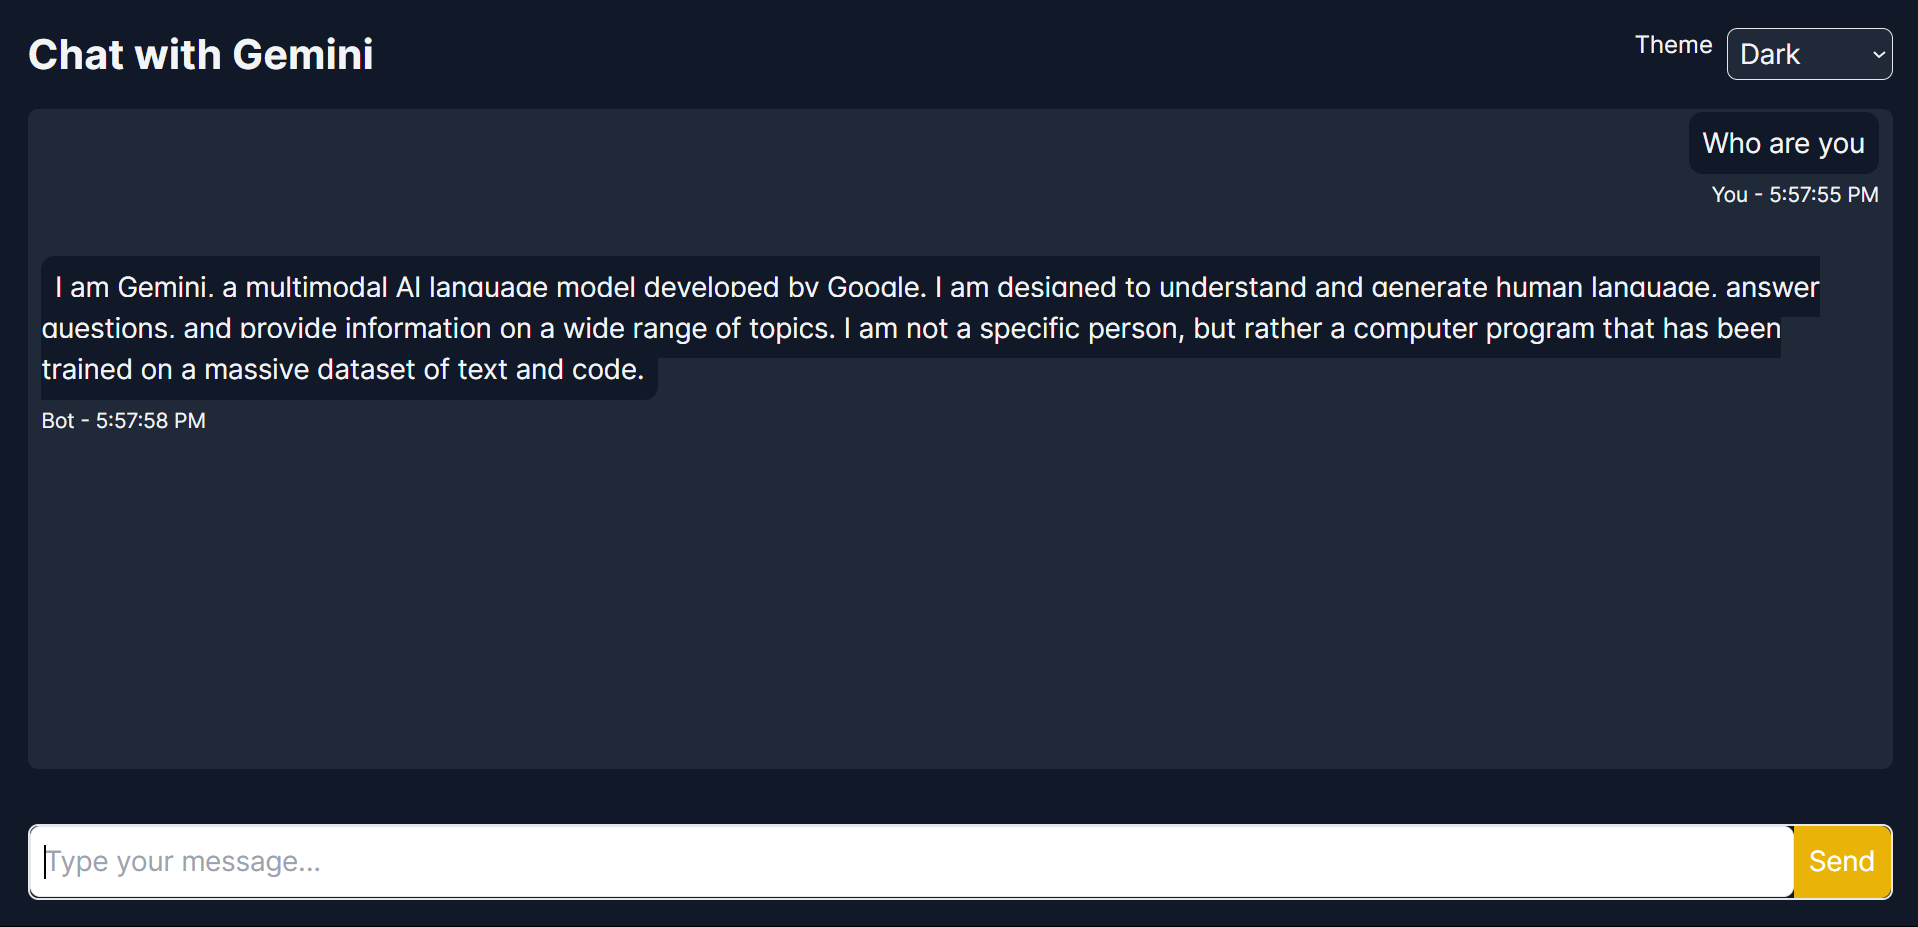 Chat with Gemini
Theme
Dark
Who are you
You - 5:57:55 PM
I am Gemini, a multimodal AI language model developed by Google. I am designed to understand and generate human language, answer
questions, and provide information on a wide range of topics. I am not a specific person, but rather a computer program that has been
trained on a massive dataset of text and code.
Bot - 5:57:58 PM
Type your message...
Send